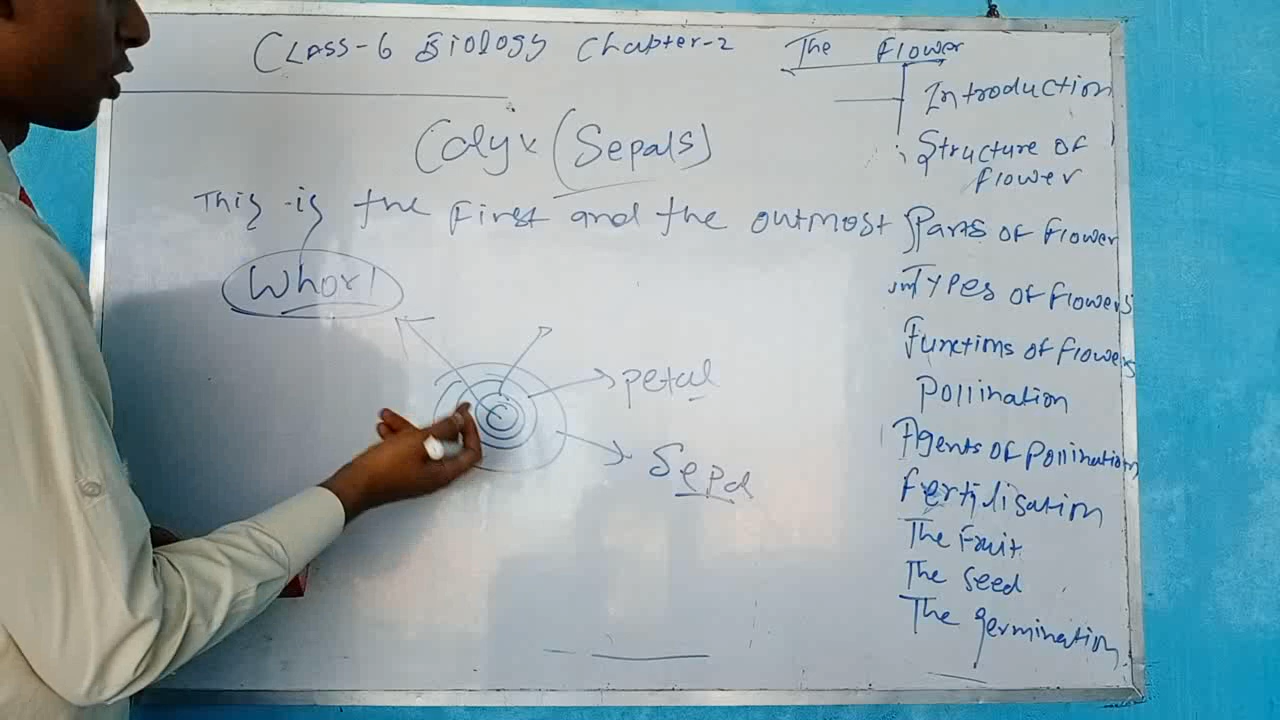 Class-6 Biology Chapter-2 The Flower
Calyx (Sepals)
This is the First and the outmost
Whorl
petal
Sepal
Introduction
Structure of
flower
Parts of Flower
Types of flowers
Functions of flowers
Pollination
Agents of pollination
fertilisation
The Fruit
The seed
The germination